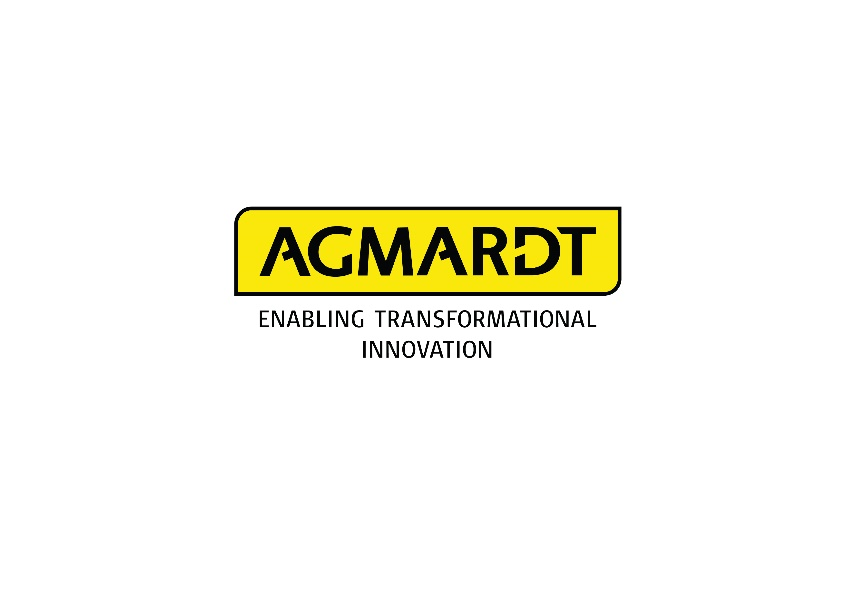 AGMARDT
ENABLING TRANSFORMATIONAL
INNOVATION